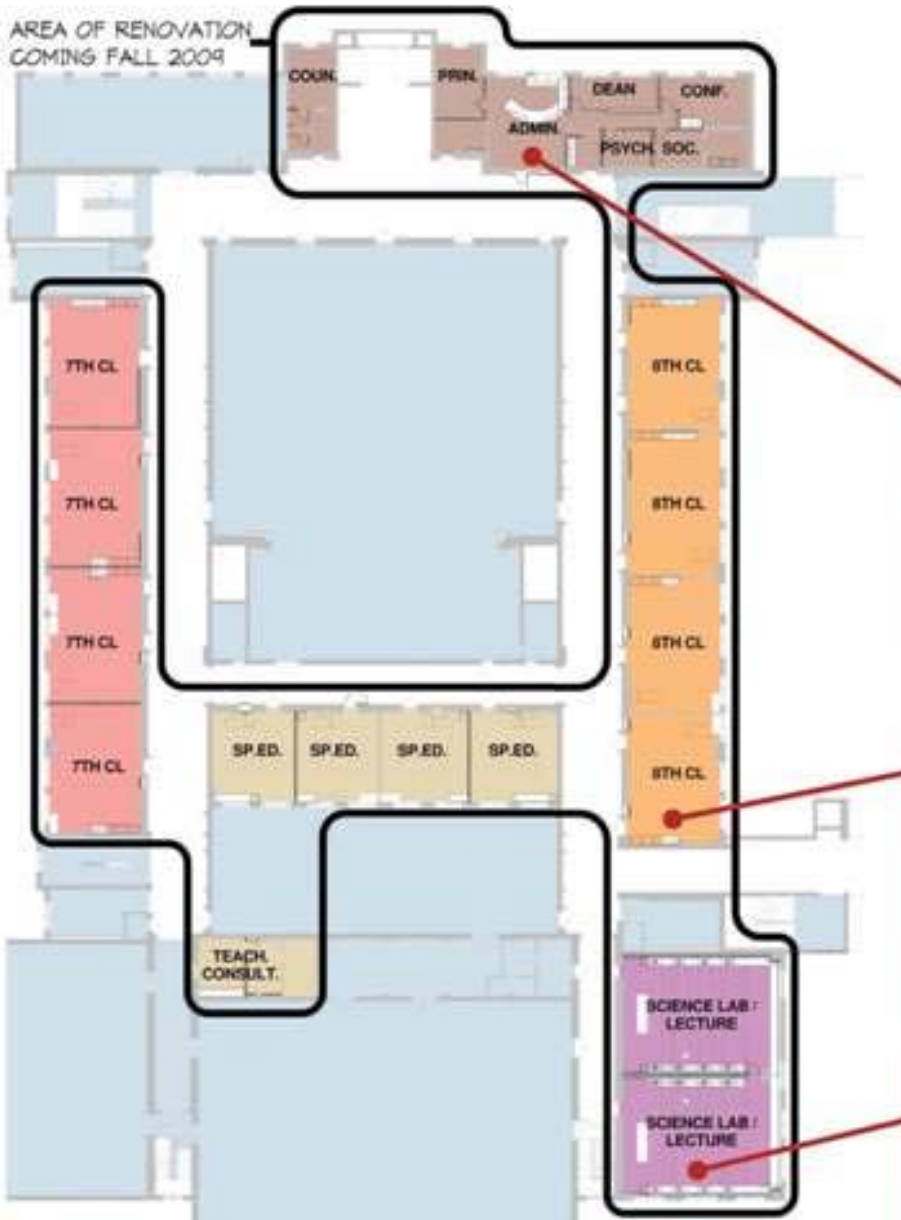 AREA OF RENOVATION
COMING FALL 2009
COUN.
PRIN.
DEAN
CONF.
ADMIN.
PSYCH.
SOC.
7TH CL
8TH CL
7TH CL
8TH CL
7TH CL
8TH CL
7TH CL
8TH CL
SP.ED.
SP.ED.
SP.ED.
SP.ED.
TEACH.
CONSULT.
SCIENCE LAB /
LECTURE
SCIENCE LAB /
LECTURE